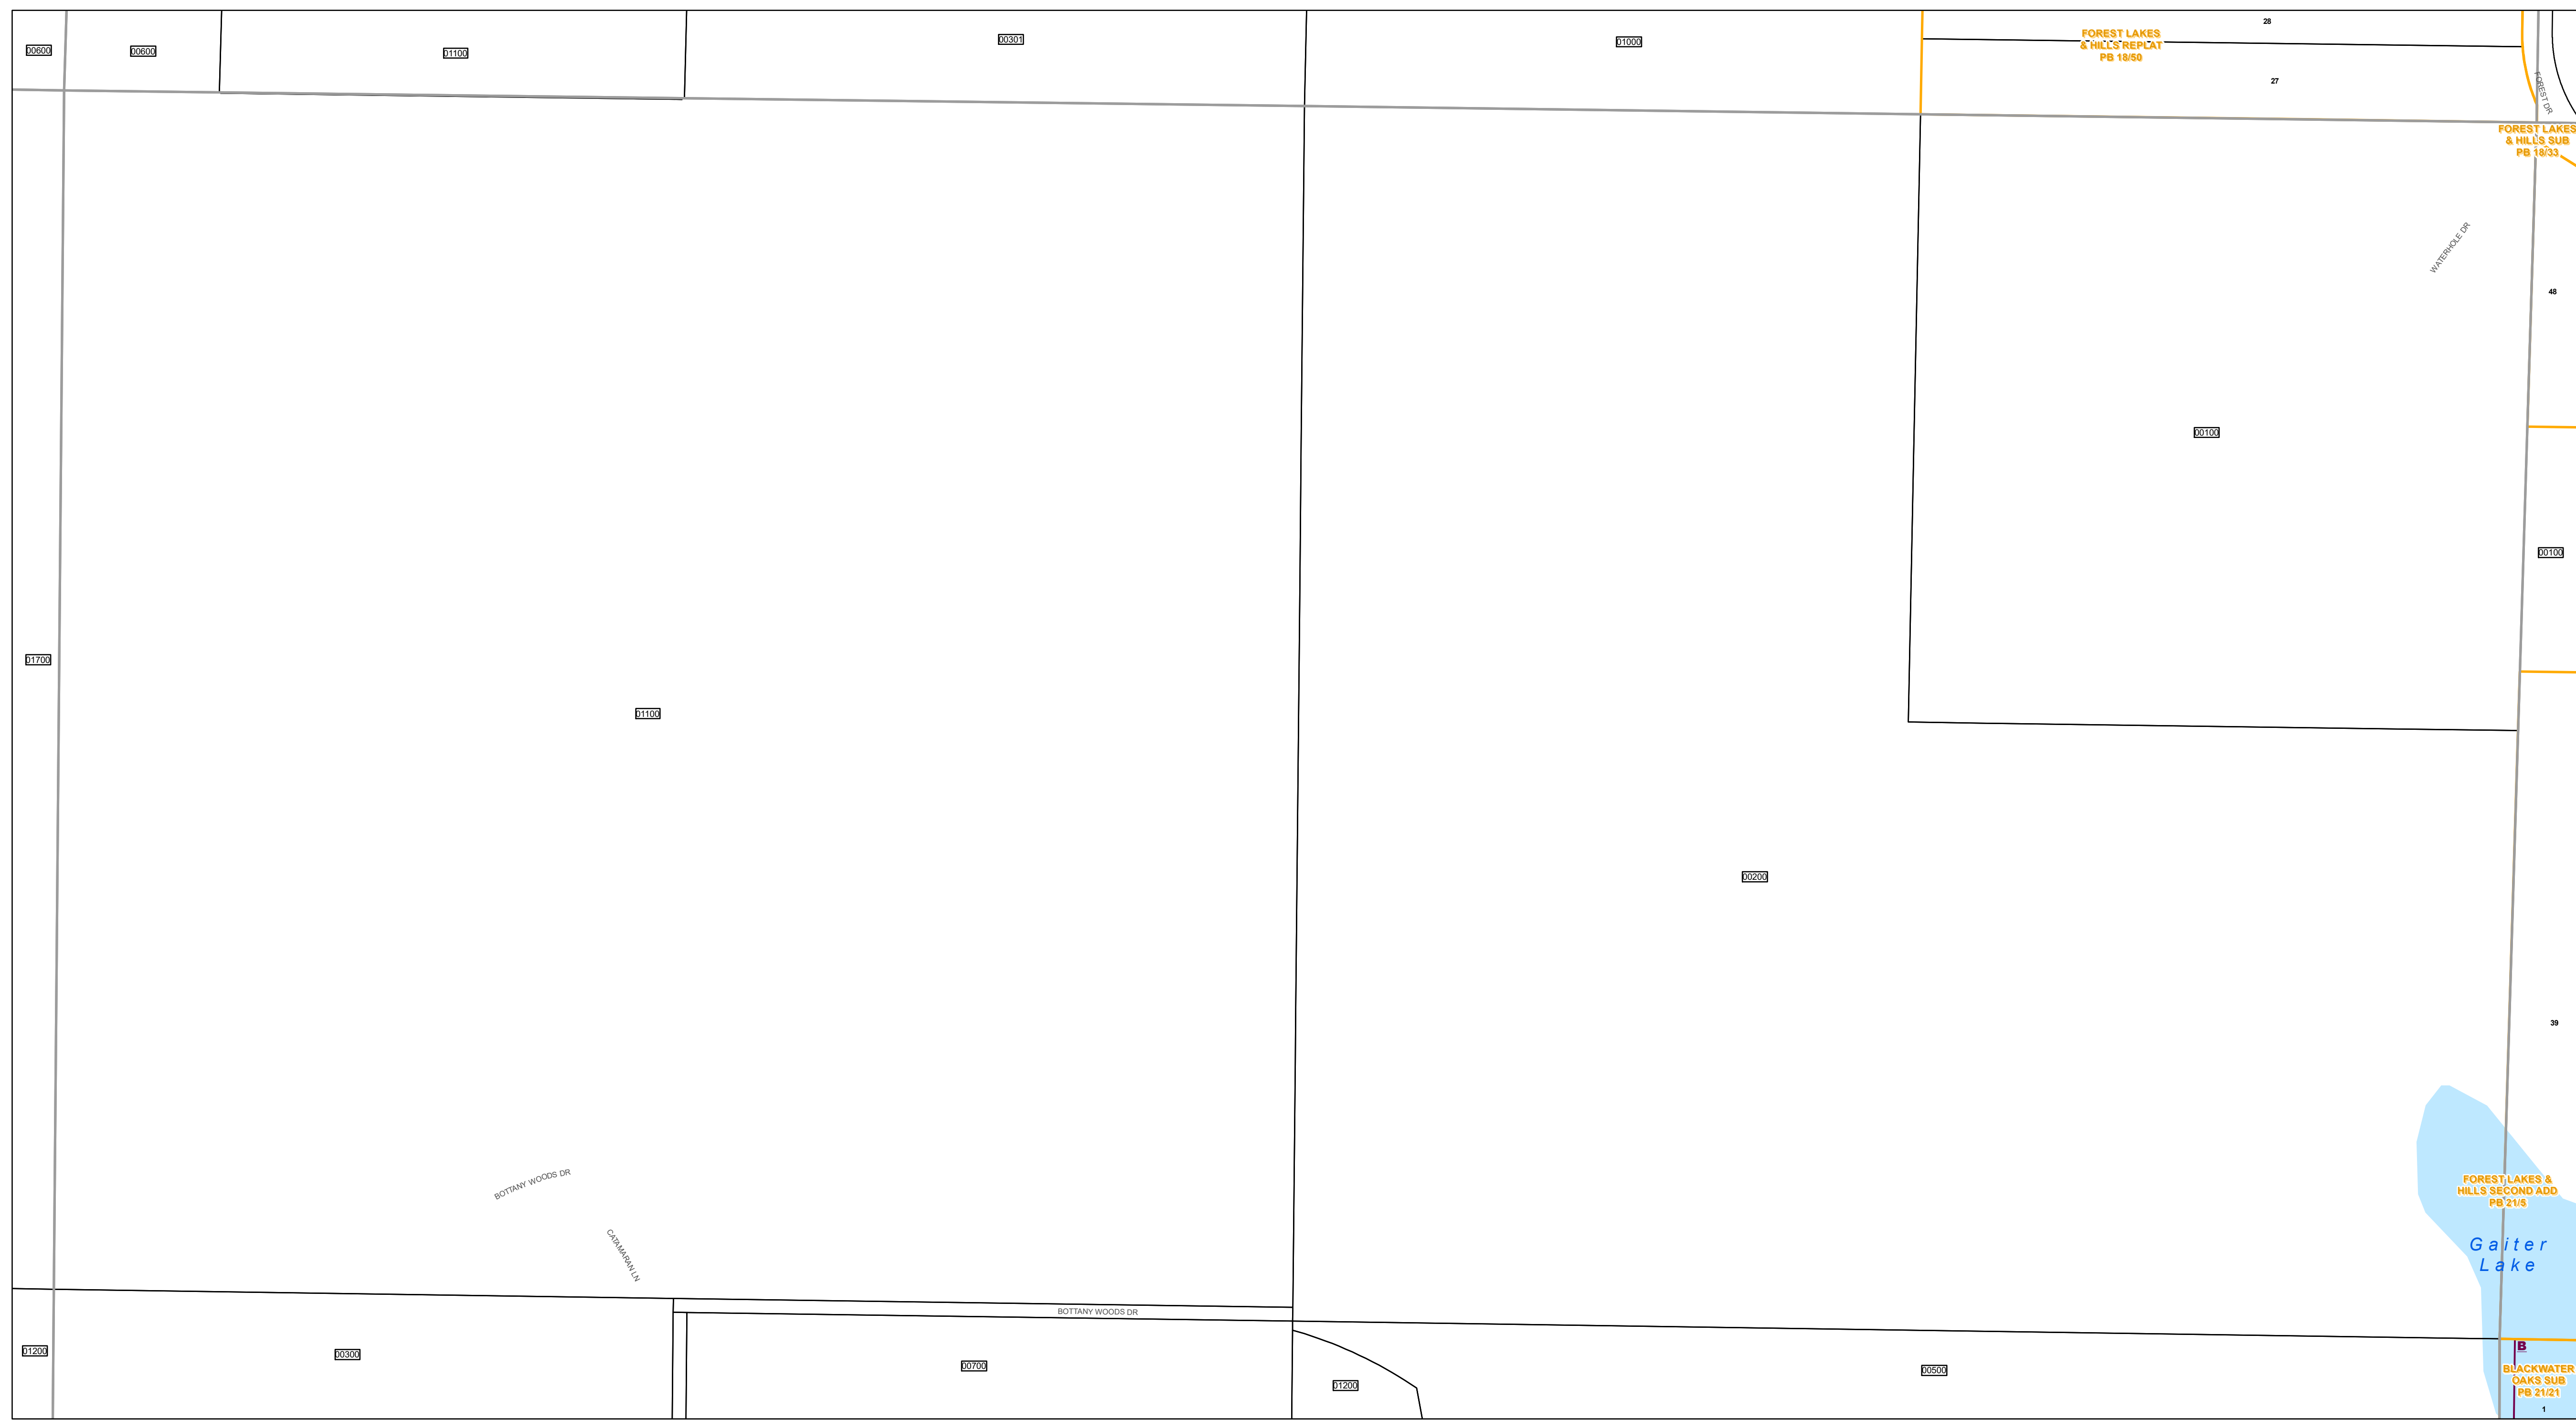 28
FOREST LAKES
& HILLS REPLAT
PB 18/50
00600
00600
01100
00301
01000
27
FOREST DR
FOREST LAKES
& HILLS SUB
PB 18/33
WATERHOLE DR
48
00100
00100
01700
01100
00200
39
BOTTANY WOODS DR
CATAMARAN LN
FOREST LAKES &
HILLS SECOND ADD
PB 21/5
Gaiter
Lake
BOTTANY WOODS DR
01200
00300
00700
01200
00500
B
BLACKWATER
OAKS SUB
PB 21/21
1